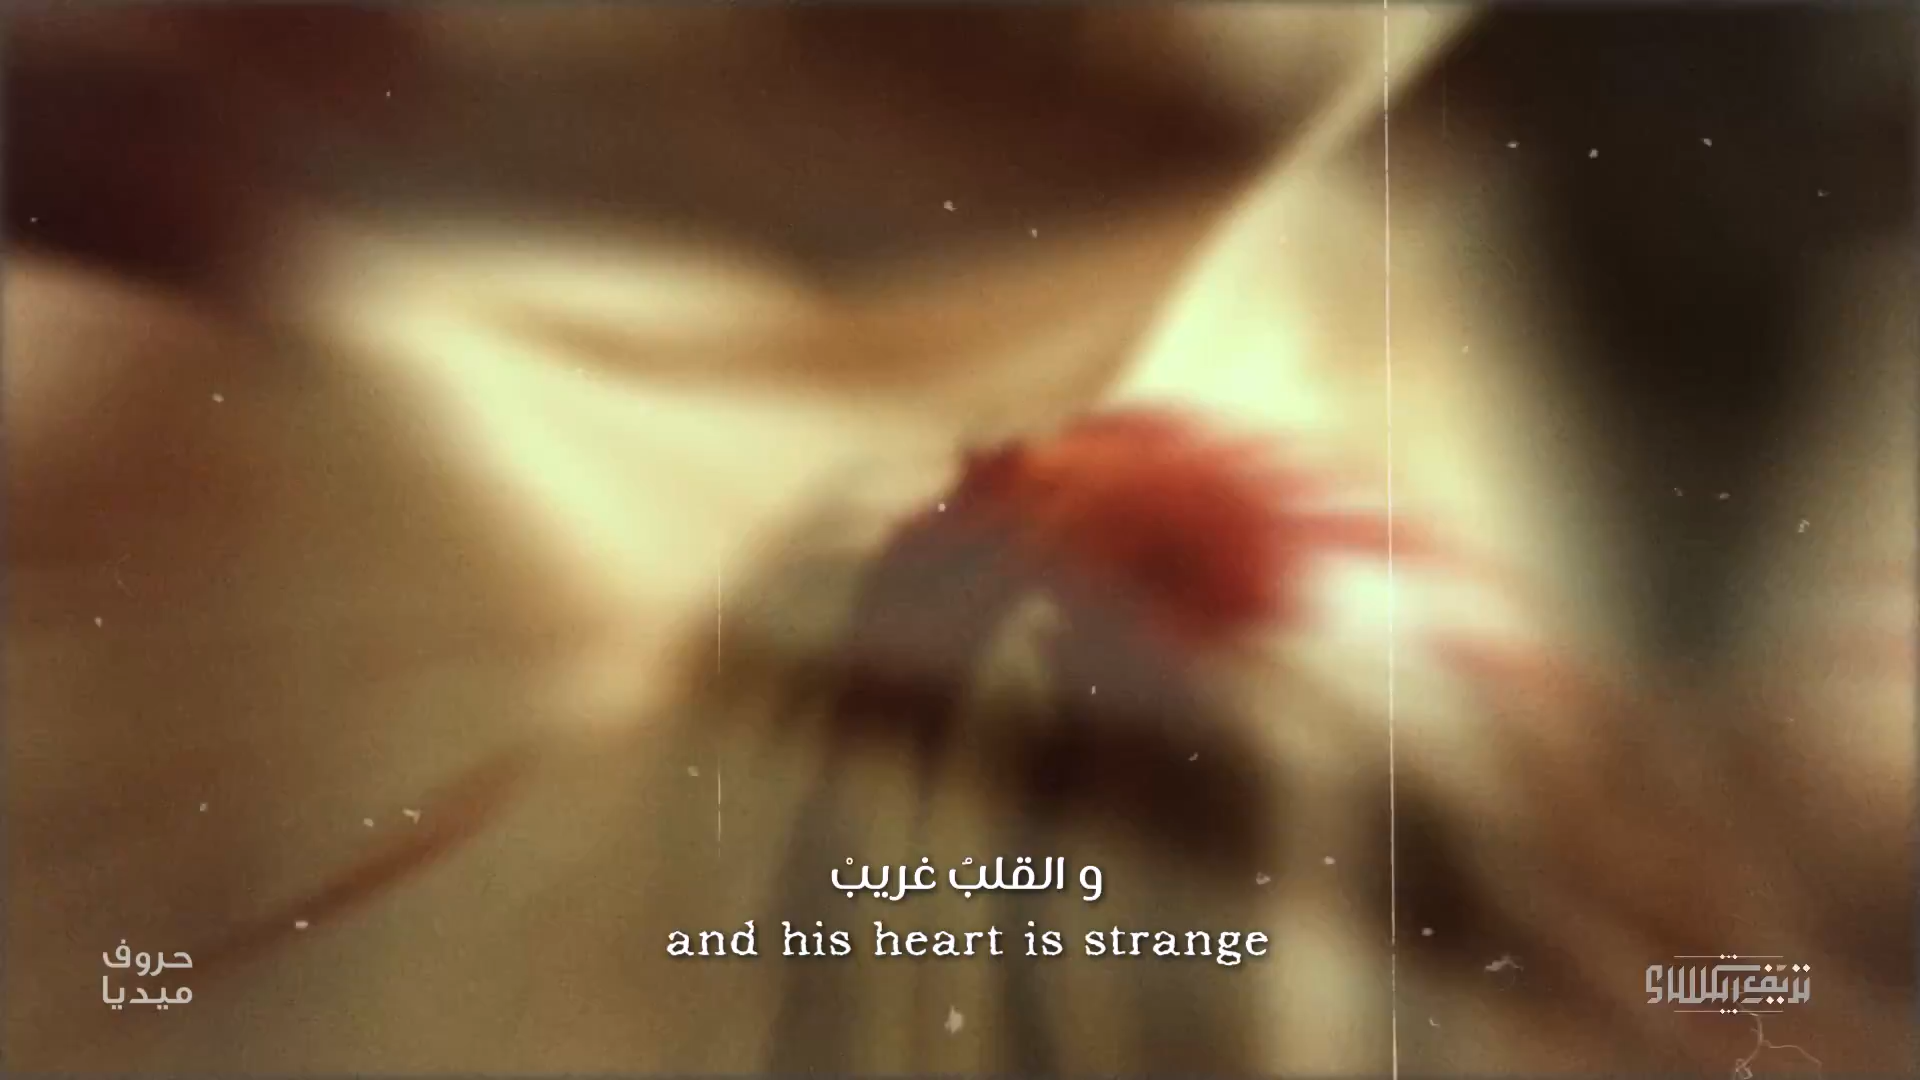 و القلبُ غريبْ
and his heart is strange
حروف
ميديا